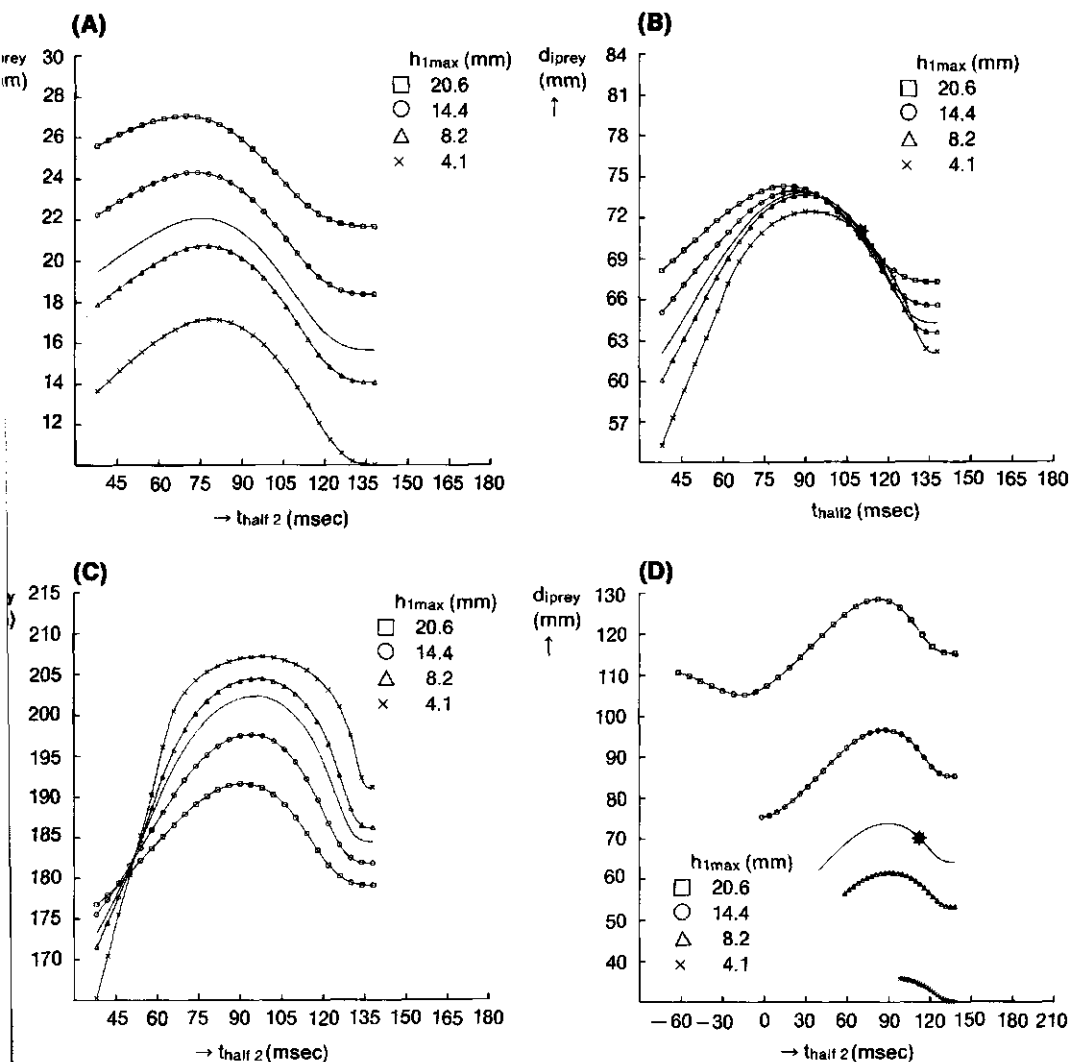 (A)
30
28
26
24
22
20
18
16
14
12
h1max (mm)
20.6
14.4
8.2
4.1
45 60 75 90 105 120 135 150 165 180
→ thalf 2 (msec)
(B)
diprey
(mm)
↑
84
81
78
75
72
69
66
63
60
57
h1max (mm)
20.6
14.4
8.2
4.1
45 60 75 90 105 120 135 150 165 180
thalf2 (msec)
(C)
215
210
205
200
195
190
185
180
175
170
h1max (mm)
20.6
14.4
8.2
4.1
45 60 75 90 105 120 135 150 165 180
→ thalf 2 (msec)
(D)
diprey
(mm)
↑
130
120
110
100
90
80
70
60
50
40
h1max (mm)
20.6
14.4
8.2
4.1
−60 −30 0 30 60 90 120 150 180 210
→ thalf 2 (msec)